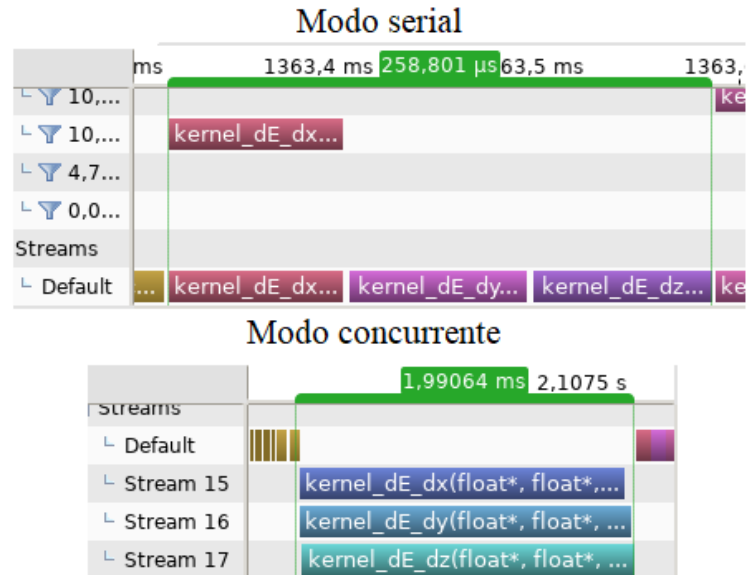 Modo serial
ms 1363,4 ms 258,801 µs 63,5 ms 1363,
10,... ke
10,... kernel_dE_dx...
4,7...
0,0...
Streams
Default ... kernel_dE_dx... kernel_dE_dy... kernel_dE_dz... ke
Modo concurrente
1,99064 ms 2,1075 s
Streams
Default
Stream 15 kernel_dE_dx(float*, float*,...
Stream 16 kernel_dE_dy(float*, float*, ...
Stream 17 kernel_dE_dz(float*, float*, ...